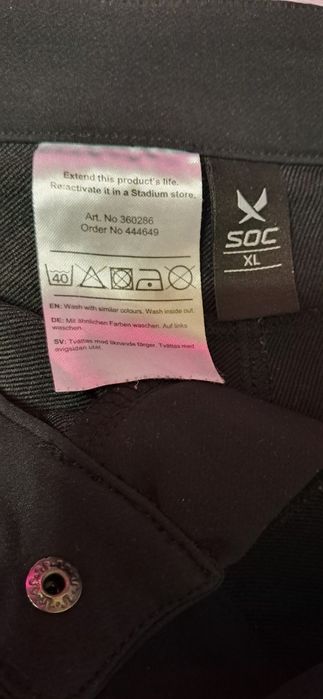 Extend this product's life.
Re:activate it in a Stadium store.
Art. No 360286
Order No 444649
40
EN: Wash with similar colours. Wash inside out.
DE: Mit ähnlichen Farben waschen. Auf links
waschen.
SV: Tvättas med liknande färger. Tvättas med
avigsidan utåt.
SOC
XL